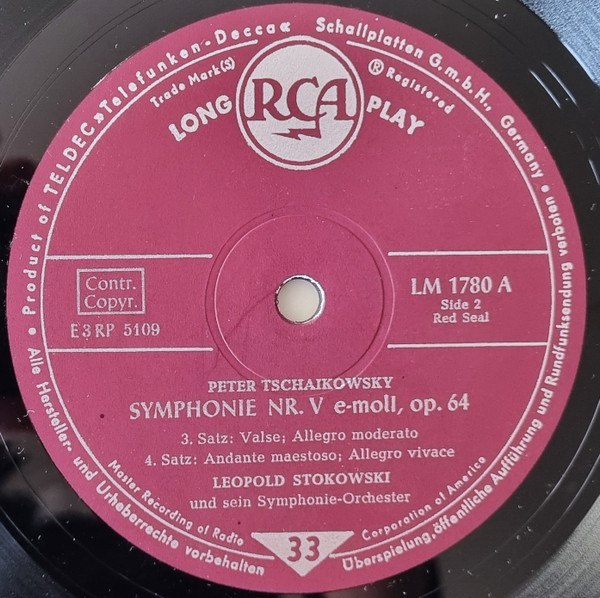 ● Product of TELDEC »Telefunken-Decca« Schallplatten G.m.b.H., Germany ●
Alle Hersteller- und Urheberrechte vorbehalten
Überspielung, öffentliche Aufführung und Rundfunksendung verboten ●
Trade Mark(S)
® Registered
LONG RCA PLAY
Contr.
Copyr.
E3RP 5109
LM 1780 A
Side 2
Red Seal
PETER TSCHAIKOWSKY
SYMPHONIE NR. V e-moll, op. 64
3. Satz: Valse; Allegro moderato
4. Satz: Andante maestoso; Allegro vivace
LEOPOLD STOKOWSKI
und sein Symphonie-Orchester
Master Recording of Radio Corporation of America
33